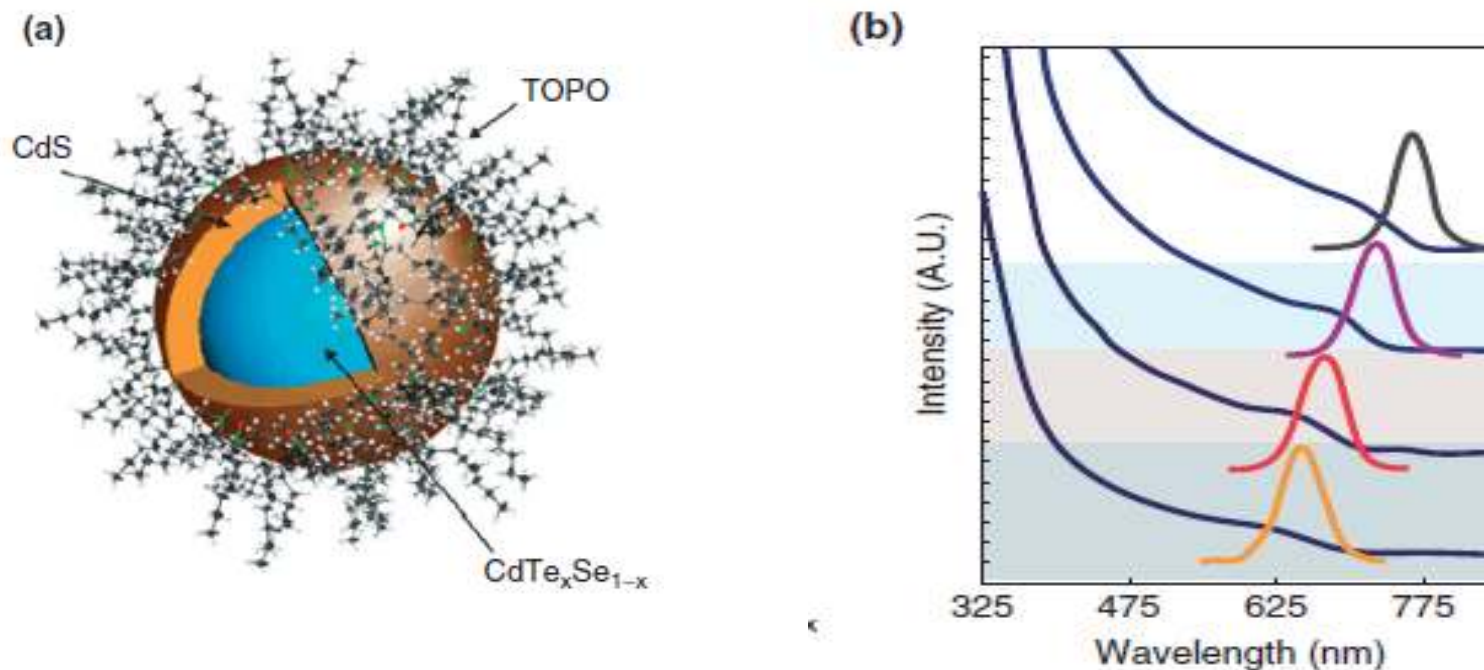 (a)
TOPO
CdS
CdTeₓSe₁₋ₓ
(b)
Intensity (A.U.)
325 475 625 775
Wavelength (nm)